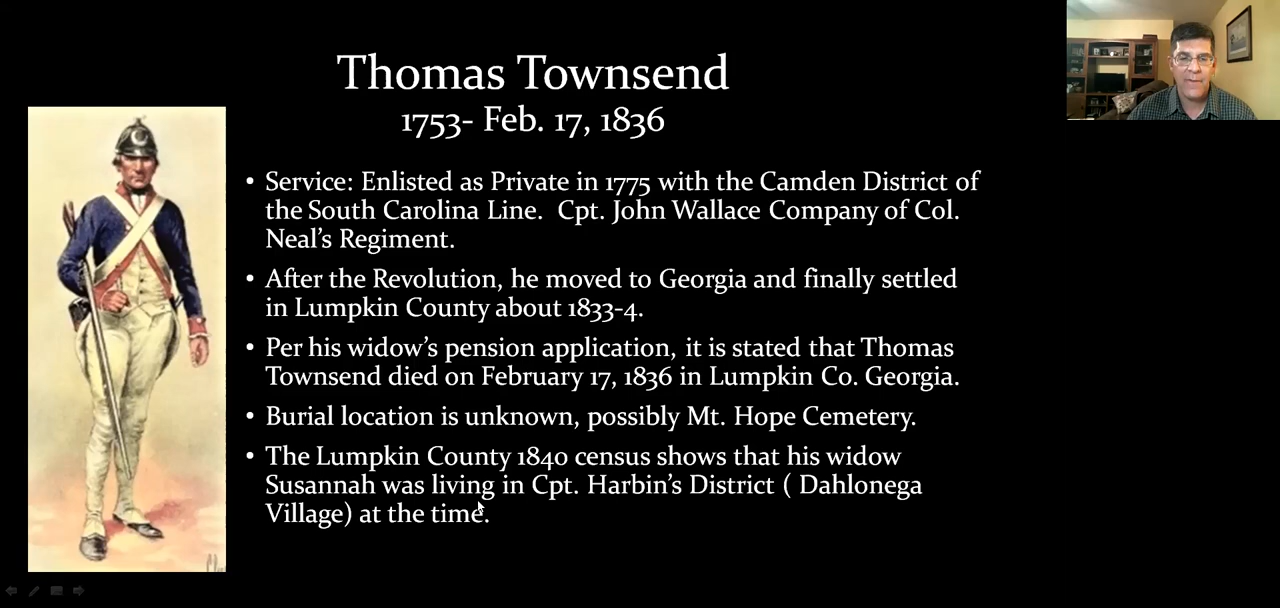 Thomas Townsend
1753- Feb. 17, 1836
• Service: Enlisted as Private in 1775 with the Camden District of
the South Carolina Line.  Cpt. John Wallace Company of Col.
Neal’s Regiment.
• After the Revolution, he moved to Georgia and finally settled
in Lumpkin County about 1833-4.
• Per his widow’s pension application, it is stated that Thomas
Townsend died on February 17, 1836 in Lumpkin Co. Georgia.
• Burial location is unknown, possibly Mt. Hope Cemetery.
• The Lumpkin County 1840 census shows that his widow
Susannah was living in Cpt. Harbin’s District ( Dahlonega
Village) at the time.